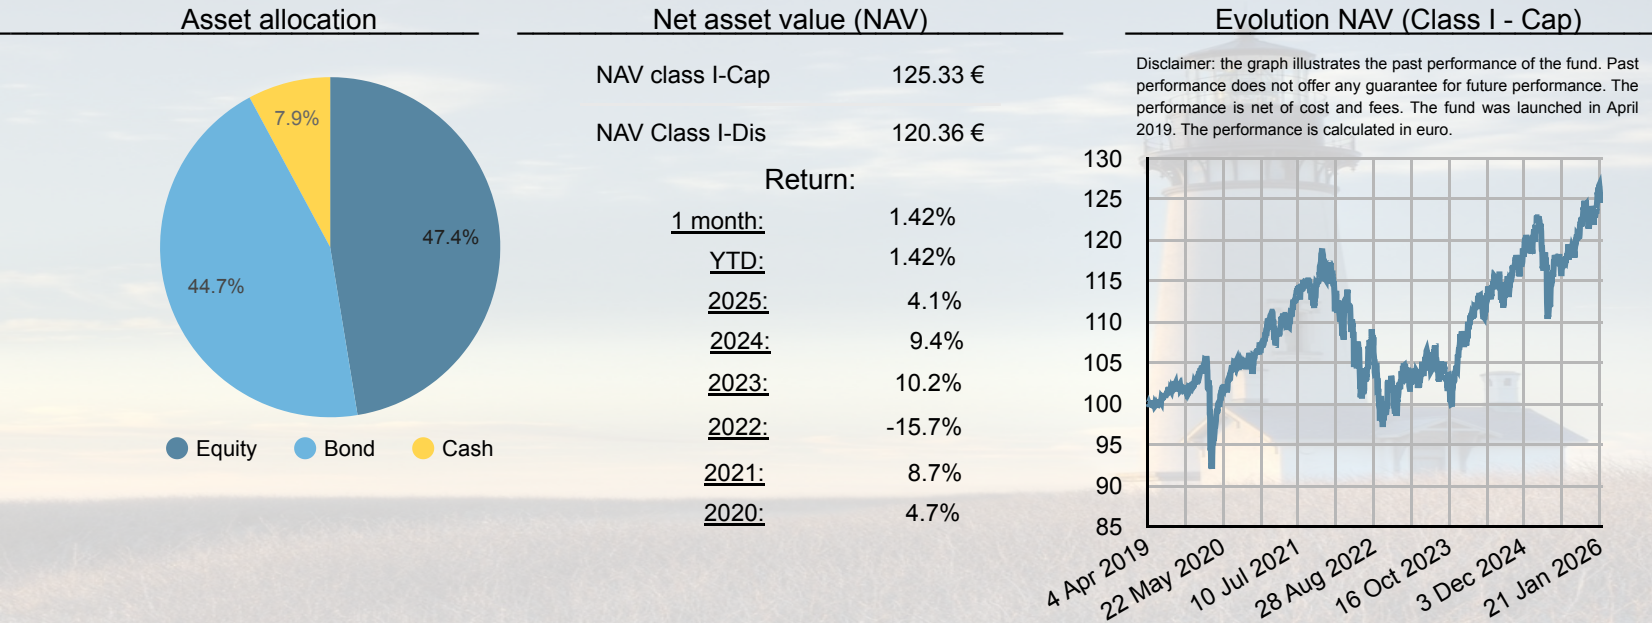 Asset allocation
7.9%
47.4%
44.7%
Equity
Bond
Cash
Net asset value (NAV)
NAV class I-Cap 125.33 €
NAV Class I-Dis 120.36 €
Return:
1 month: 1.42%
YTD: 1.42%
2025: 4.1%
2024: 9.4%
2023: 10.2%
2022: -15.7%
2021: 8.7%
2020: 4.7%
Evolution NAV (Class I - Cap)
Disclaimer: the graph illustrates the past performance of the fund. Past
performance does not offer any guarantee for future performance. The
performance is net of cost and fees. The fund was launched in April
2019. The performance is calculated in euro.
130
125
120
115
110
105
100
95
90
85
4 Apr 2019
22 May 2020
10 Jul 2021
28 Aug 2022
16 Oct 2023
3 Dec 2024
21 Jan 2026